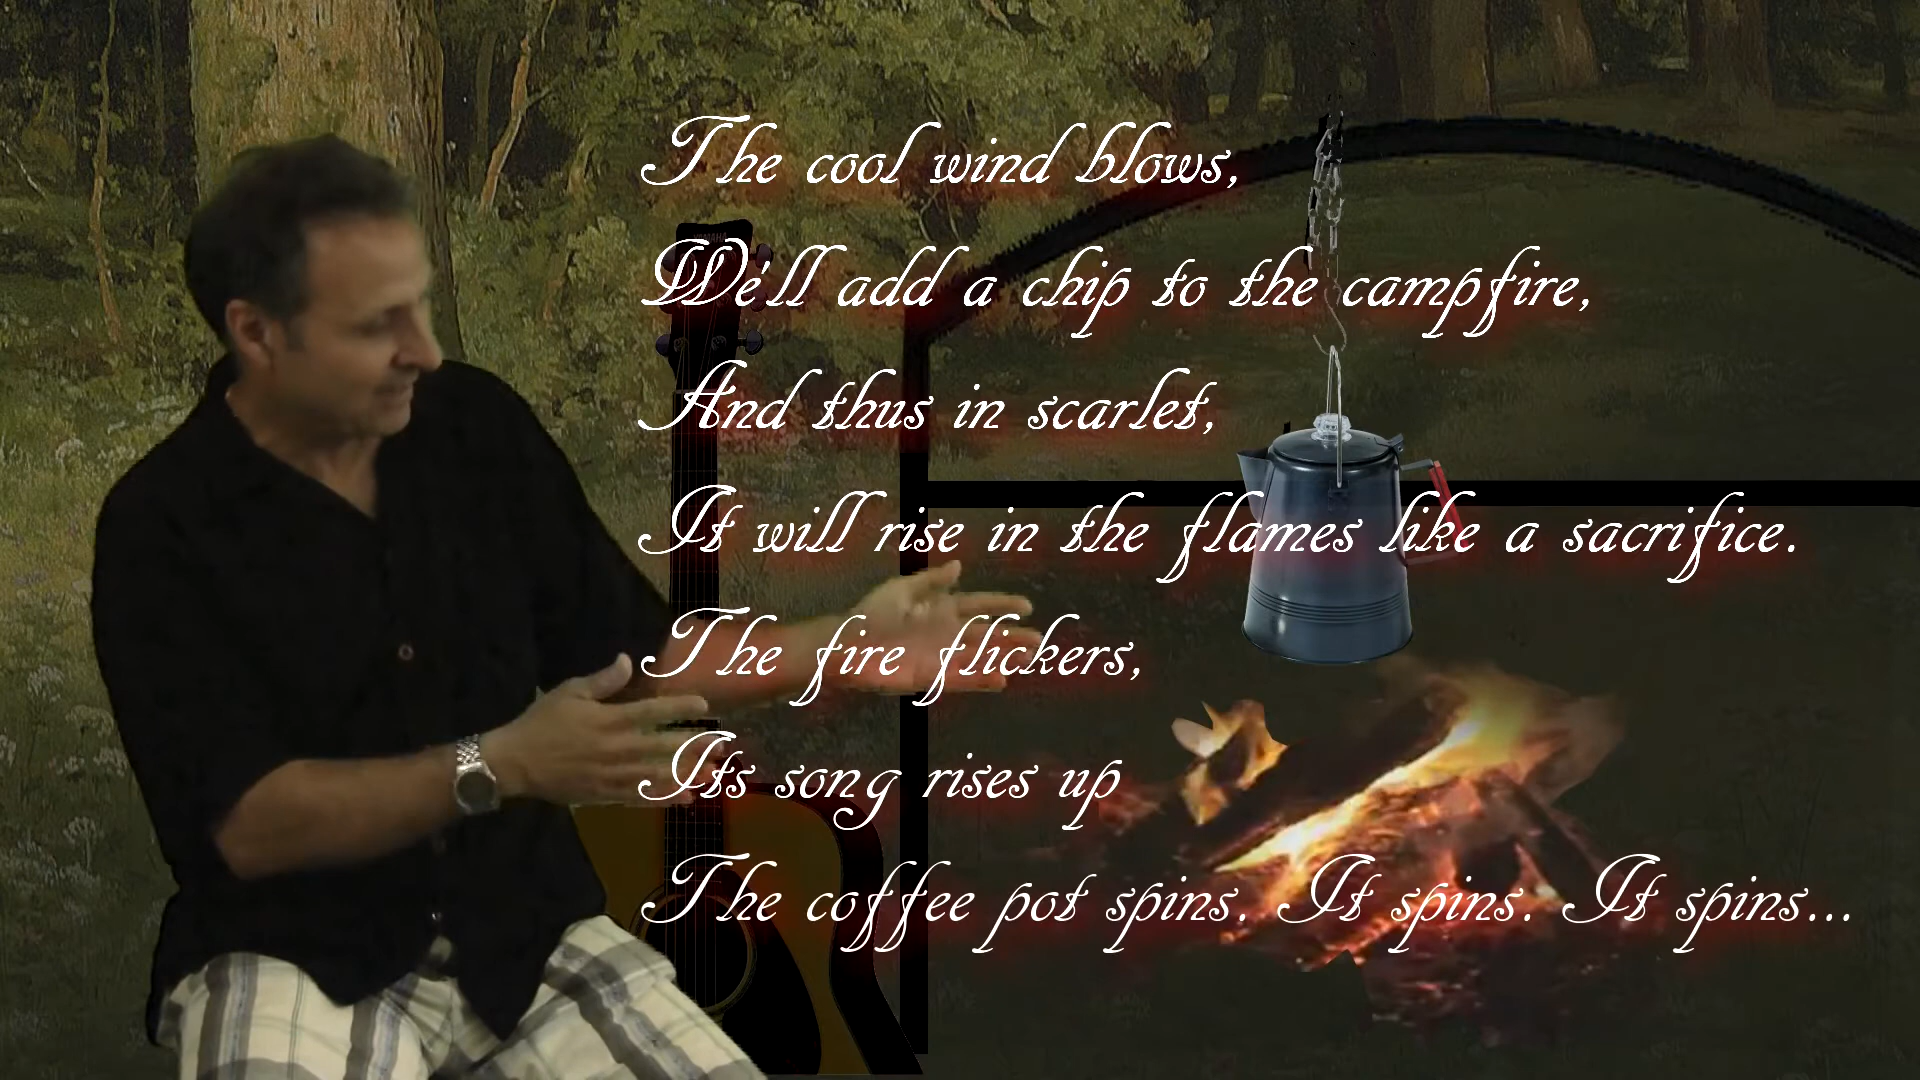 The cool wind blows,
We'll add a chip to the campfire,
And thus in scarlet,
It will rise in the flames like a sacrifice.
The fire flickers,
Its song rises up
The coffee pot spins. It spins. It spins...
YAMAHA